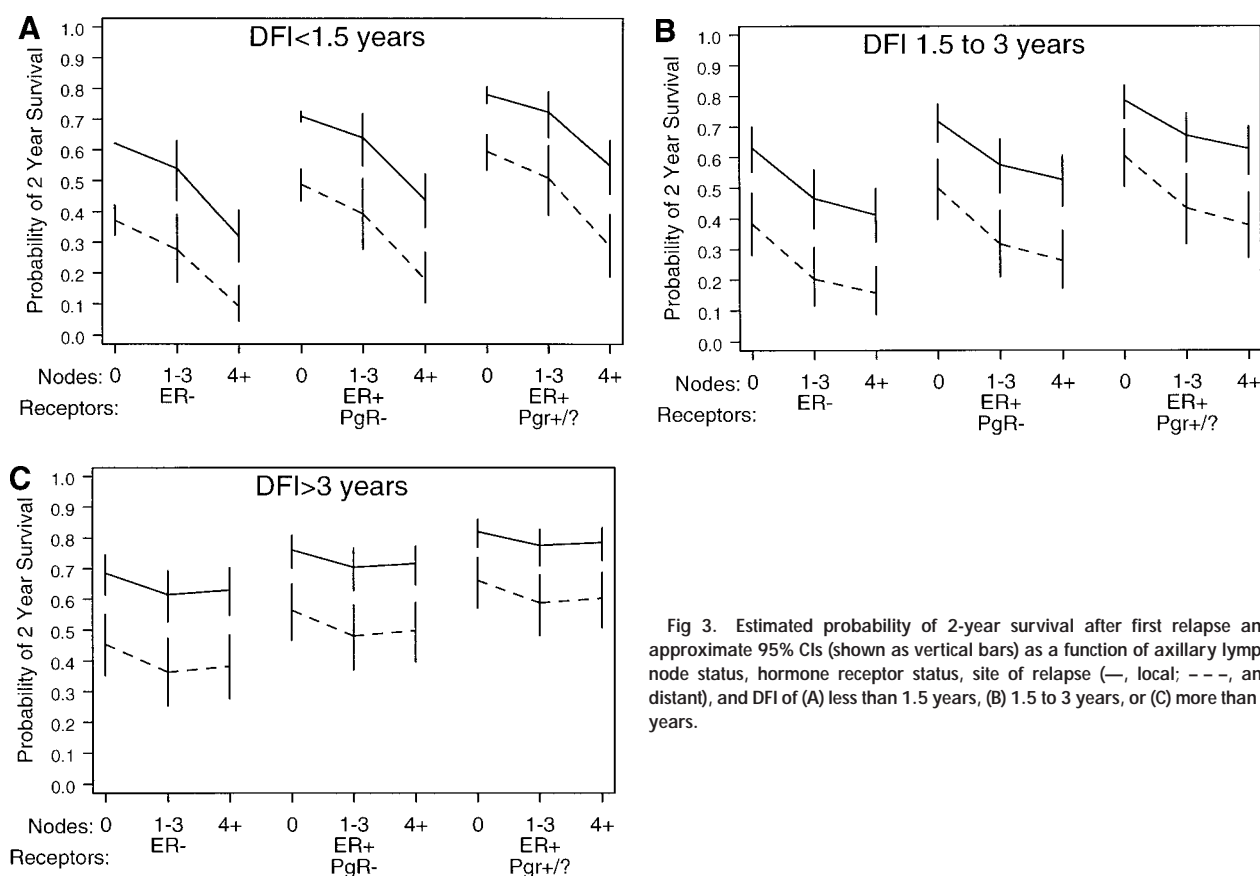 A
DFI<1.5 years
Probability of 2 Year Survival
1.0
0.9
0.8
0.7
0.6
0.5
0.4
0.3
0.2
0.1
0.0
Nodes: 0 1-3 4+ 0 1-3 4+ 0 1-3 4+
Receptors: ER- ER+ ER+
PgR- Pgr+/?
B
DFI 1.5 to 3 years
Probability of 2 Year Survival
1.0
0.9
0.8
0.7
0.6
0.5
0.4
0.3
0.2
0.1
0.0
Nodes: 0 1-3 4+ 0 1-3 4+ 0 1-3 4+
Receptors: ER- ER+ ER+
PgR- Pgr+/?
C
DFI>3 years
Probability of 2 Year Survival
1.0
0.9
0.8
0.7
0.6
0.5
0.4
0.3
0.2
0.1
0.0
Nodes: 0 1-3 4+ 0 1-3 4+ 0 1-3 4+
Receptors: ER- ER+ ER+
PgR- Pgr+/?
Fig 3. Estimated probability of 2-year survival after first relapse an
approximate 95% CIs (shown as vertical bars) as a function of axillary lymp
node status, hormone receptor status, site of relapse (—, local; - - -, an
distant), and DFI of (A) less than 1.5 years, (B) 1.5 to 3 years, or (C) more than
years.